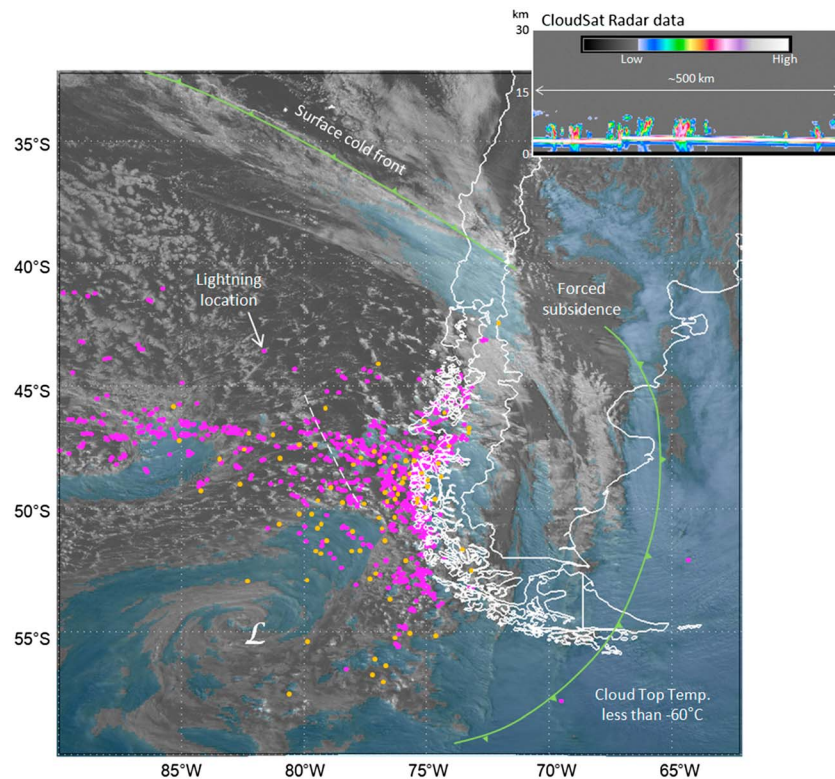 km
CloudSat Radar data
30
Low
High
~500 km
15
0
Surface cold front
35°S
40°S
Lightning
location
Forced
subsidence
45°S
50°S
55°S
L
Cloud Top Temp.
less than -60°C
85°W
80°W
75°W
70°W
65°W